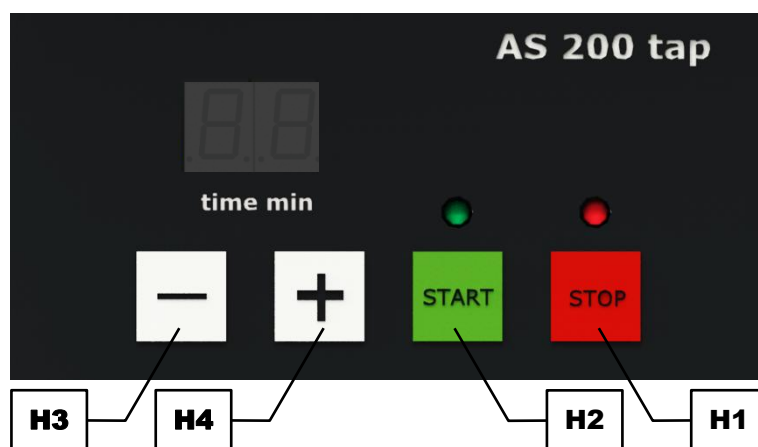 AS 200 tap
time min
− +
START STOP
H3 H4 H2 H1